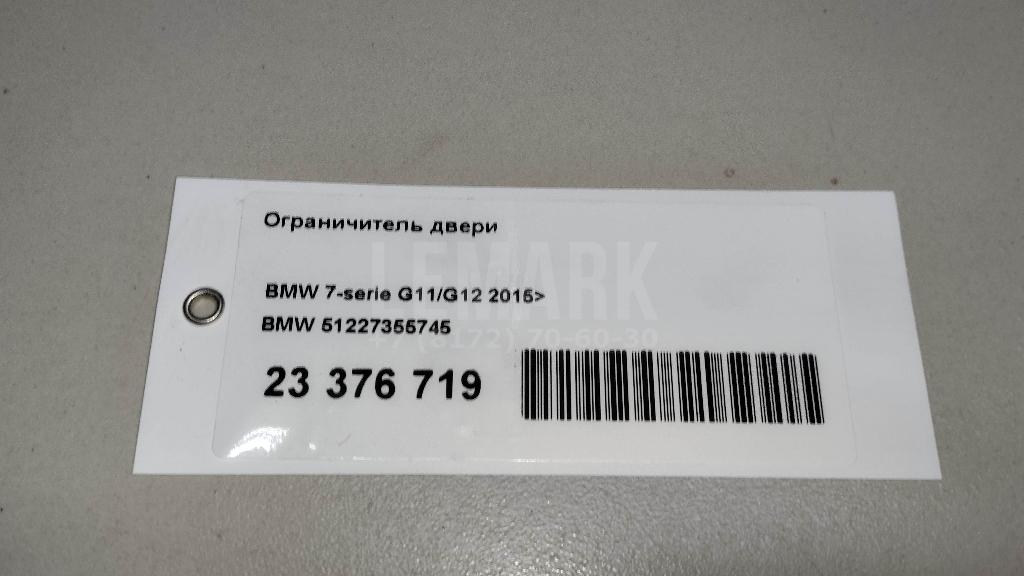 Ограничитель двери
LEMARK
BMW 7-serie G11/G12 2015>
BMW 51227355745
+7 (8172) 70-60-30
23 376 719